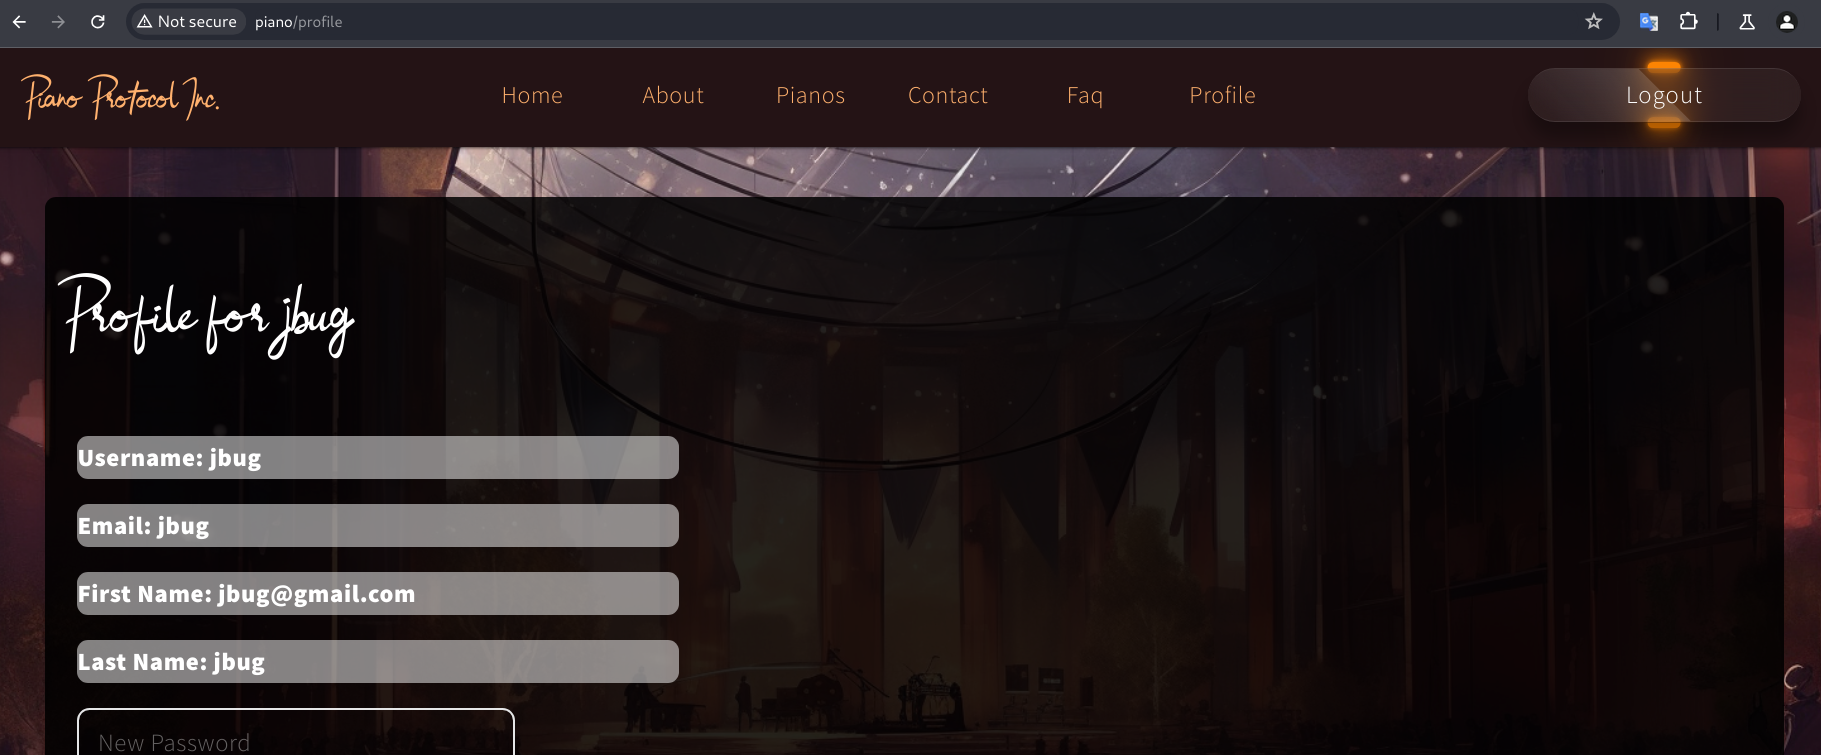 Not secure piano/profile
Piano Protocol Inc. Home About Pianos Contact Faq Profile Logout
Profile for jbug
Username: jbug
Email: jbug
First Name: jbug@gmail.com
Last Name: jbug
New Password